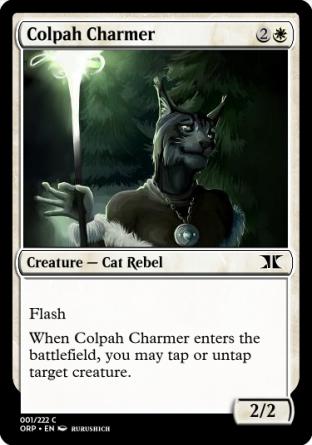 Colpah Charmer 2
Creature — Cat Rebel
Flash
When Colpah Charmer enters the
battlefield, you may tap or untap
target creature.
2/2
001/222 C
ORP • EN RURUSHICH